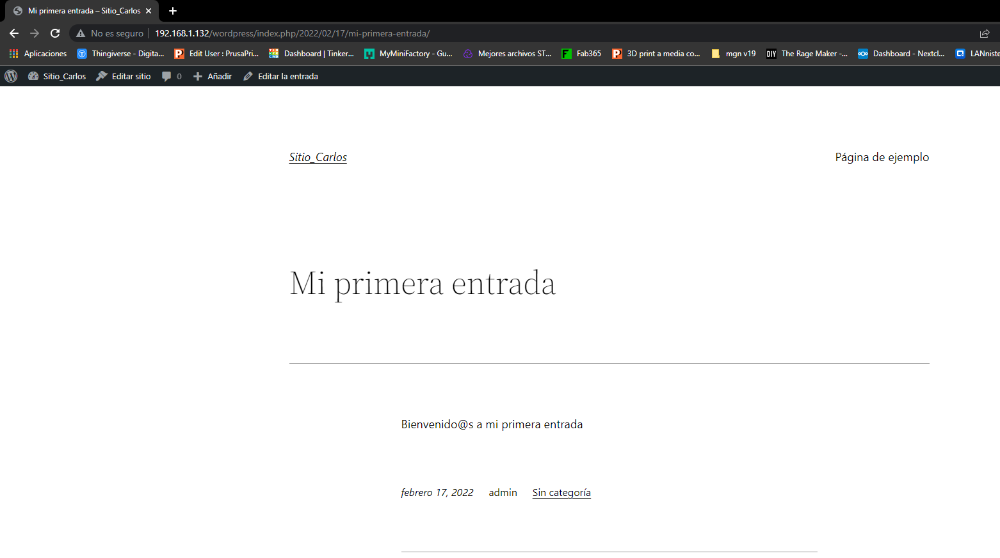 Mi primera entrada – Sitio_Carlos
No es seguro 192.168.1.132/wordpress/index.php/2022/02/17/mi-primera-entrada/
Aplicaciones Thingiverse - Digita... Edit User : PrusaPri... Dashboard | Tinker... MyMiniFactory - Gu... Mejores archivos ST... Fab365 3D print a media co... mgn v19 DIY The Rage Maker -... Dashboard - Nextcl... LANniste
Sitio_Carlos Editar sitio 0 Añadir Editar la entrada
Sitio_Carlos Página de ejemplo
Mi primera entrada
Bienvenido@s a mi primera entrada
febrero 17, 2022 admin Sin categoría